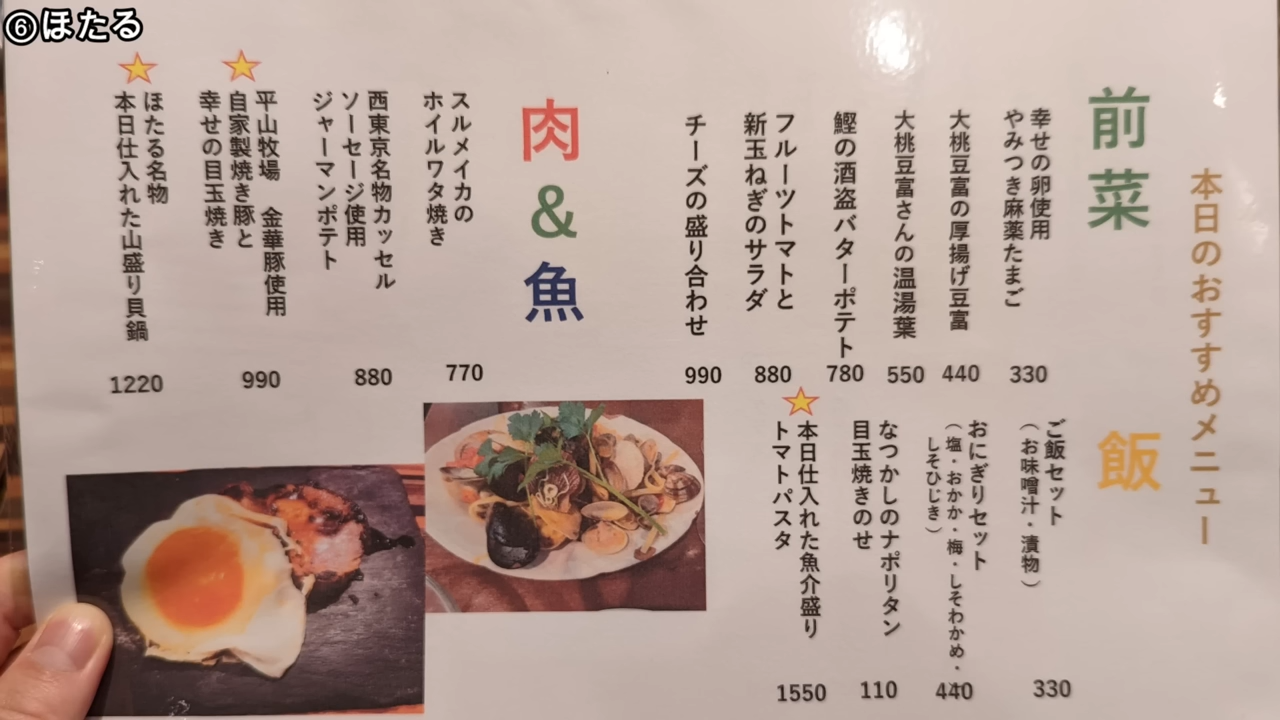 ⑥ほたる
本日のおすすめメニュー
前菜
幸せの卵使用
やみつき麻薬たまご
330
大桃豆富の厚揚げ豆富
440
大桃豆富さんの温湯葉
550
鰹の酒盗バターポテト
780
フルーツトマトと
新玉ねぎのサラダ
880
チーズの盛り合わせ
990
肉&魚
スルメイカの
ホイルワタ焼き
770
西東京名物カッセル
ソーセージ使用
ジャーマンポテト
880
平山牧場 金華豚使用
自家製焼き豚と
幸せの目玉焼き
990
ほたる名物
本日仕入れた山盛り貝鍋
1220
飯
ご飯セット
(お味噌汁・漬物)
330
おにぎりセット
(塩・おかか・梅・しそわかめ・
しそひじき)
440
なつかしのナポリタン
目玉焼きのせ
110
本日仕入れた魚介盛り
トマトパスタ
1550